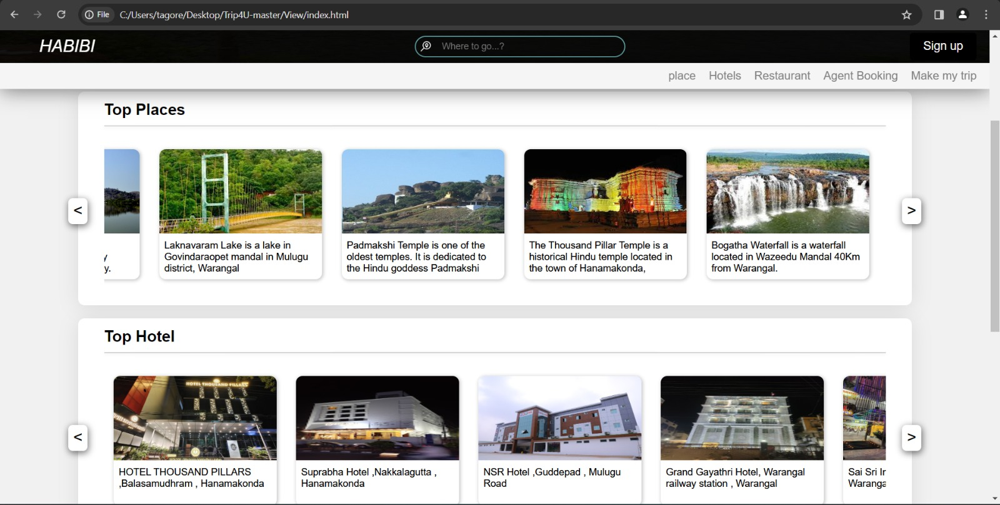 File C:/Users/tagore/Desktop/Trip4U-master/View/index.html
HABIBI
Where to go...?
Sign up
place Hotels Restaurant Agent Booking Make my trip
Top Places
y.
<
>
Laknavaram Lake is a lake in
Govindaraopet mandal in Mulugu
district, Warangal
Padmakshi Temple is one of the
oldest temples. It is dedicated to
the Hindu goddess Padmakshi
The Thousand Pillar Temple is a
historical Hindu temple located in
the town of Hanamakonda,
Bogatha Waterfall is a waterfall
located in Wazeedu Mandal 40Km
from Warangal.
Top Hotel
<
>
HOTEL THOUSAND PILLARS
HOTEL THOUSAND PILLARS
,Balasamudhram , Hanamakonda
Suprabha Hotel ,Nakkalagutta ,
Hanamakonda
NSR Hotel ,Guddepad , Mulugu
Road
Grand Gayathri Hotel, Warangal
railway station , Warangal
Sai Sri Ir
Waranga